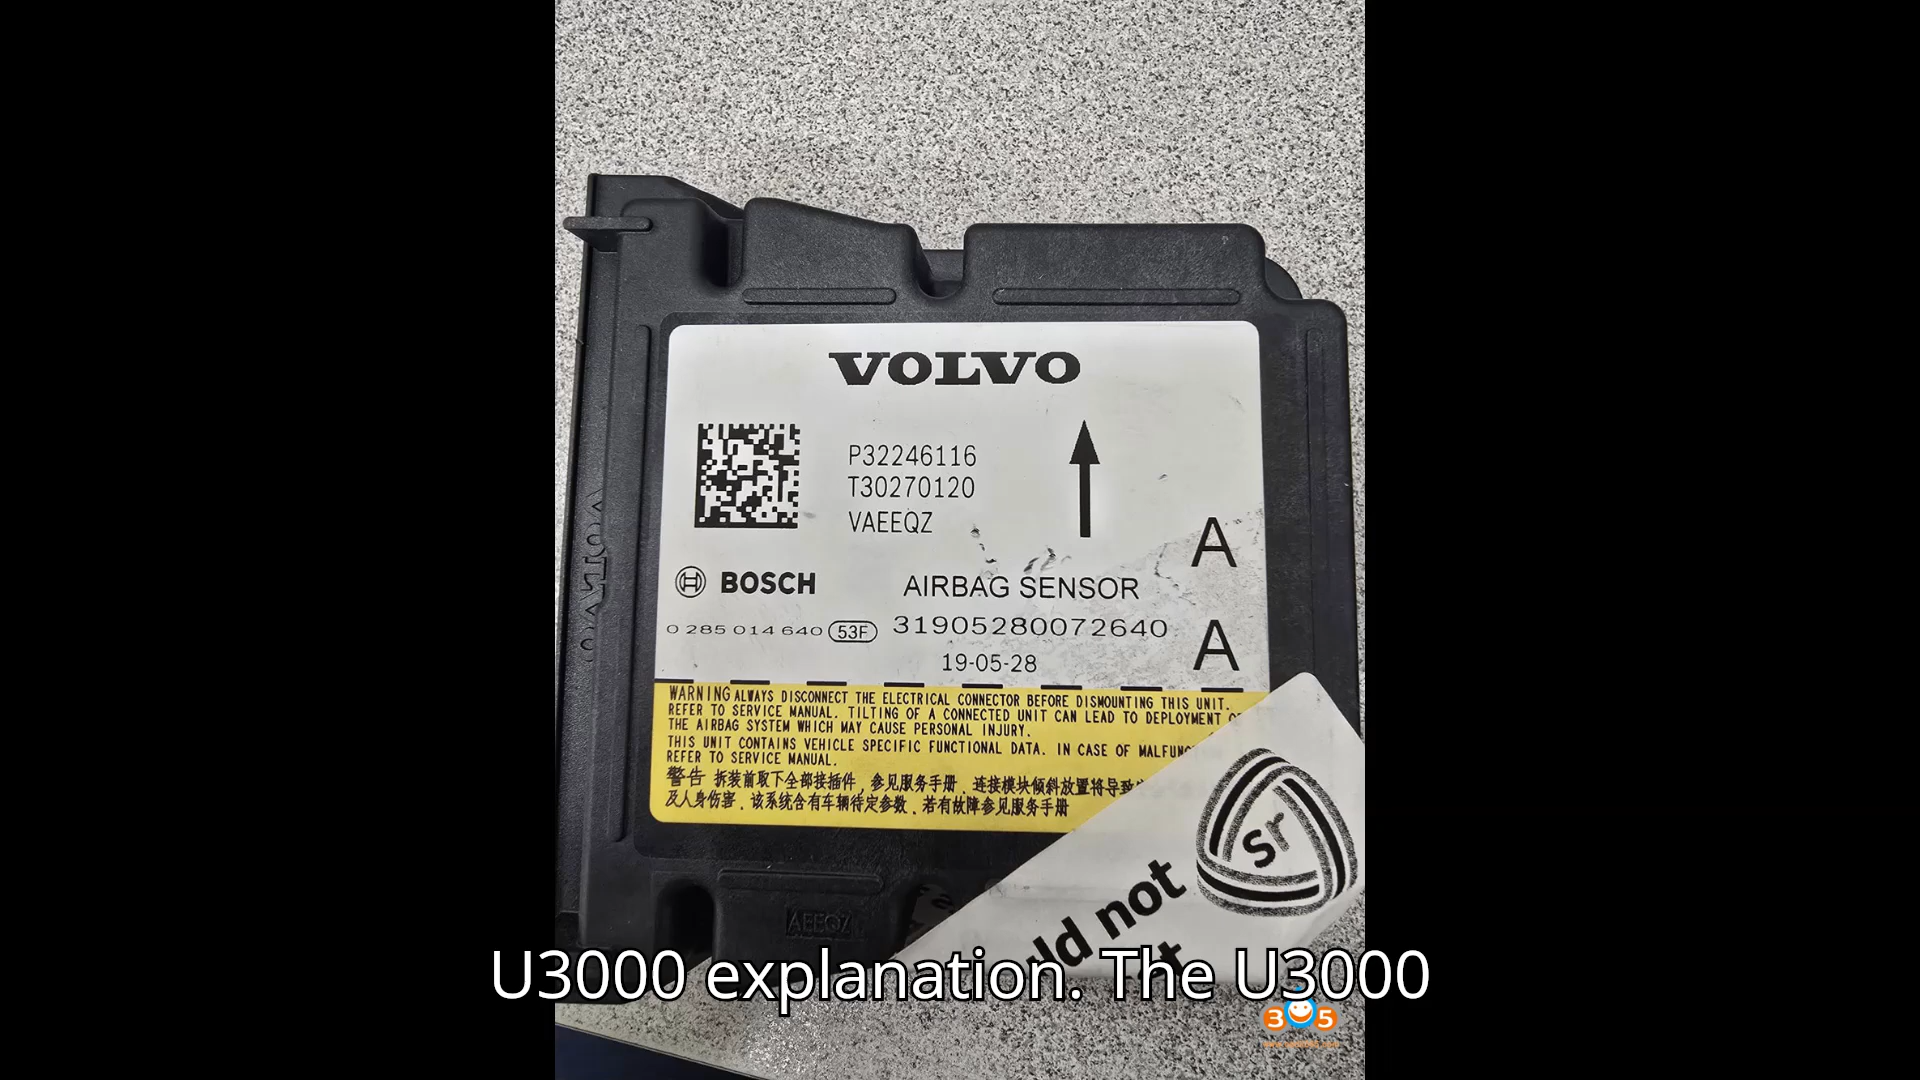 VOLVO
P32246116
T30270120
VAEEQZ
A
BOSCH
AIRBAG SENSOR
0 285 014 640 53F 31905280072640
A
19-05-28
WARNING ALWAYS DISCONNECT THE ELECTRICAL CONNECTOR BEFORE DISMOUNTING THIS UNIT.
REFER TO SERVICE MANUAL. TILTING OF A CONNECTED UNIT CAN LEAD TO DEPLOYMENT
THE AIRBAG SYSTEM WHICH MAY CAUSE PERSONAL INJURY.
THIS UNIT CONTAINS VEHICLE SPECIFIC FUNCTIONAL DATA. IN CASE OF
REFER TO SERVICE MANUAL.
警告 拆装前取下全部接插件,参见服务手册.连接模块倾斜放置将导致
及人身伤害.该系统含有车辆待定参数.若有故障参见服务手册
sr
not
AEEQZ
U3000 explanation. The U3000
365